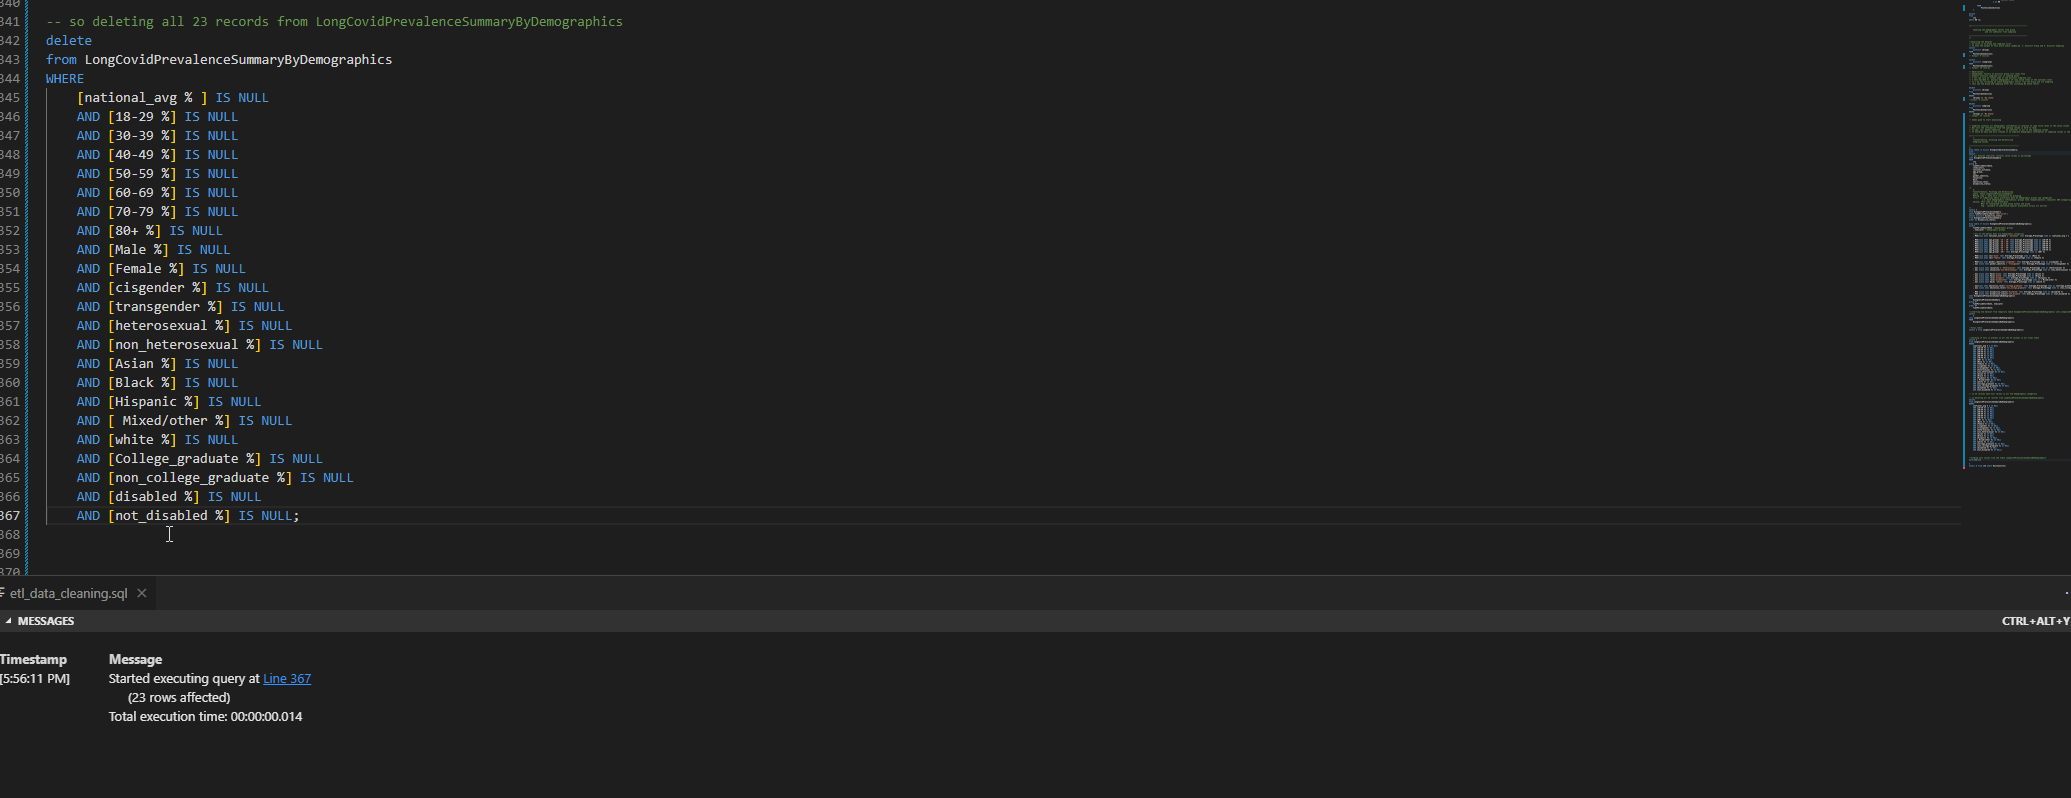 340
341 -- so deleting all 23 records from LongCovidPrevalenceSummaryByDemographics
342 delete
343 from LongCovidPrevalenceSummaryByDemographics
344 WHERE
345 [national_avg % ] IS NULL
346 AND [18-29 %] IS NULL
347 AND [30-39 %] IS NULL
348 AND [40-49 %] IS NULL
349 AND [50-59 %] IS NULL
350 AND [60-69 %] IS NULL
351 AND [70-79 %] IS NULL
352 AND [80+ %] IS NULL
353 AND [Male %] IS NULL
354 AND [Female %] IS NULL
355 AND [cisgender %] IS NULL
356 AND [transgender %] IS NULL
357 AND [heterosexual %] IS NULL
358 AND [non_heterosexual %] IS NULL
359 AND [Asian %] IS NULL
360 AND [Black %] IS NULL
361 AND [Hispanic %] IS NULL
362 AND [ Mixed/other %] IS NULL
363 AND [white %] IS NULL
364 AND [College_graduate %] IS NULL
365 AND [non_college_graduate %] IS NULL
366 AND [disabled %] IS NULL
367 AND [not_disabled %] IS NULL;
368
369
370
etl_data_cleaning.sql
MESSAGES CTRL+ALT+Y
Timestamp Message
[5:56:11 PM] Started executing query at Line 367
(23 rows affected)
Total execution time: 00:00:00.014